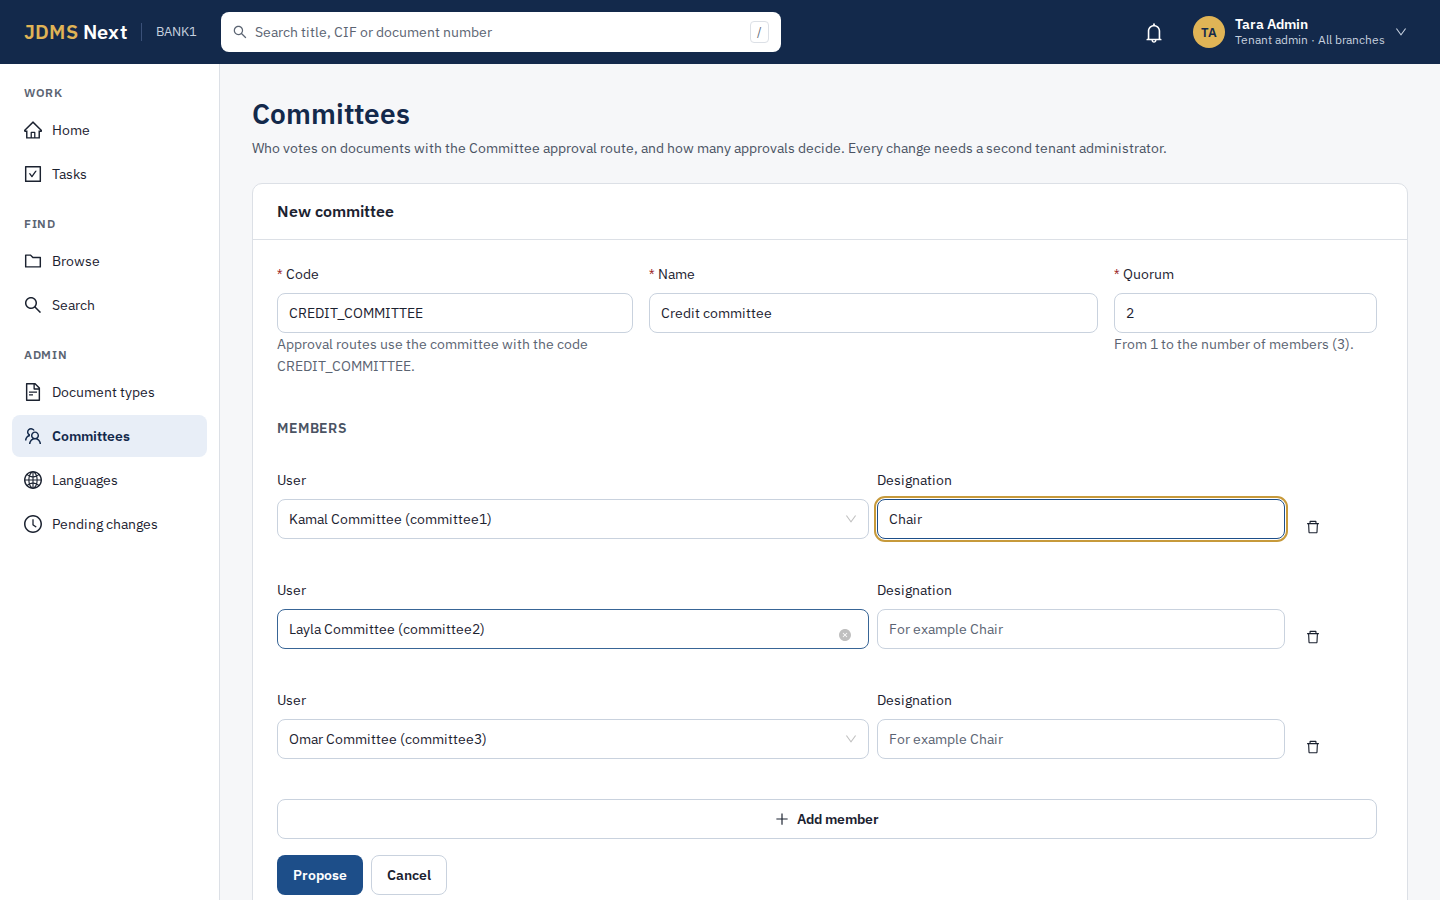 JDMS Next
BANK1
Search title, CIF or document number
/
TA
Tara Admin
Tenant admin · All branches
WORK
Home
Tasks
FIND
Browse
Search
ADMIN
Document types
Committees
Languages
Pending changes
Committees
Who votes on documents with the Committee approval route, and how many approvals decide. Every change needs a second tenant administrator.
New committee
* Code
* Name
* Quorum
CREDIT_COMMITTEE
Credit committee
2
Approval routes use the committee with the code
CREDIT_COMMITTEE.
From 1 to the number of members (3).
MEMBERS
User
Designation
Kamal Committee (committee1)
Chair
User
Designation
Layla Committee (committee2)
For example Chair
User
Designation
Omar Committee (committee3)
For example Chair
Add member
Propose
Cancel